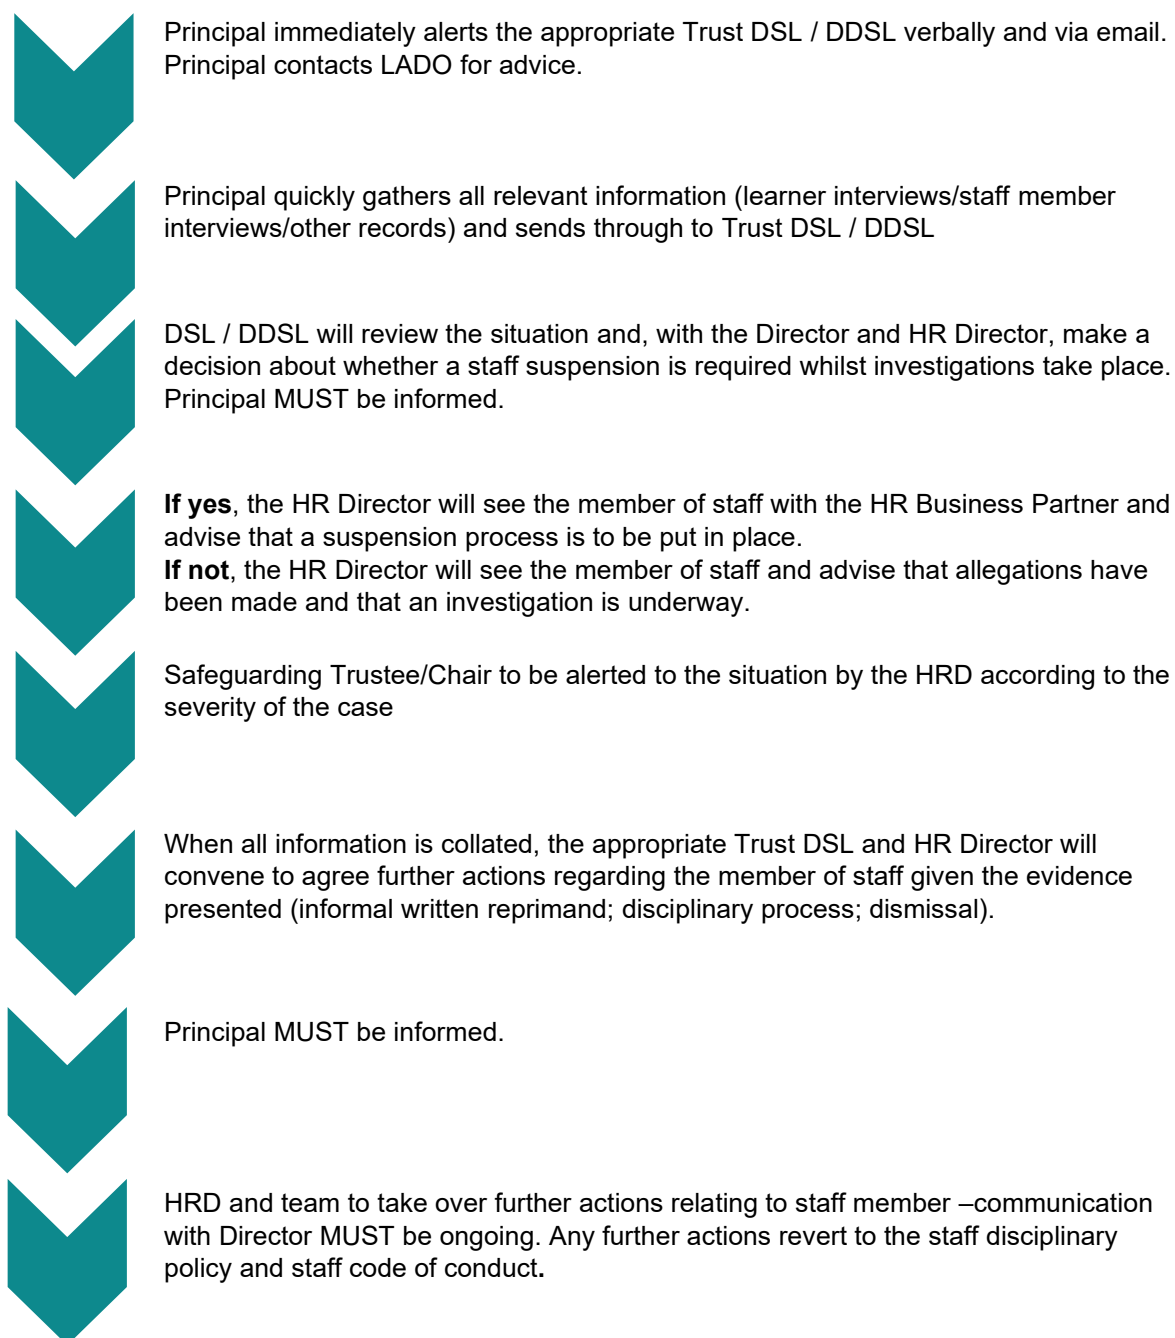 Principal immediately alerts the appropriate Trust DSL / DDSL verbally and via email.
Principal contacts LADO for advice.
Principal quickly gathers all relevant information (learner interviews/staff member
interviews/other records) and sends through to Trust DSL / DDSL
DSL / DDSL will review the situation and, with the Director and HR Director, make a
decision about whether a staff suspension is required whilst investigations take place.
Principal MUST be informed.
If yes, the HR Director will see the member of staff with the HR Business Partner and
advise that a suspension process is to be put in place.
If not, the HR Director will see the member of staff and advise that allegations have
been made and that an investigation is underway.
Safeguarding Trustee/Chair to be alerted to the situation by the HRD according to the
severity of the case
When all information is collated, the appropriate Trust DSL and HR Director will
convene to agree further actions regarding the member of staff given the evidence
presented (informal written reprimand; disciplinary process; dismissal).
Principal MUST be informed.
HRD and team to take over further actions relating to staff member –communication
with Director MUST be ongoing. Any further actions revert to the staff disciplinary
policy and staff code of conduct.